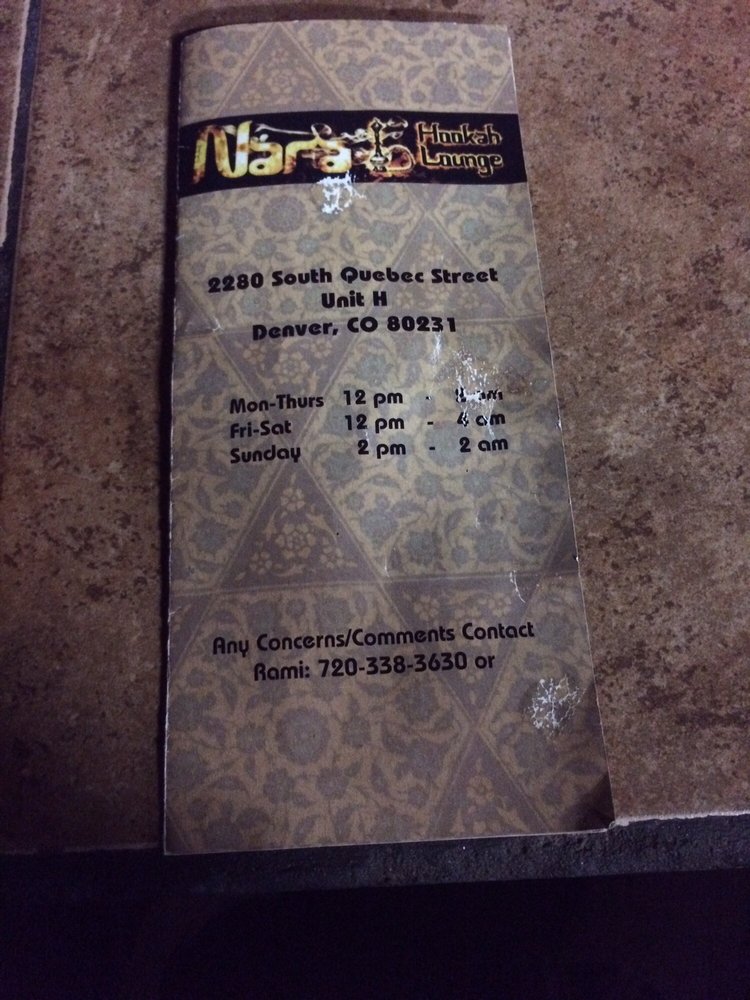 Nara Hookah
Lounge
2280 South Quebec Street
Unit H
Denver, CO 80231
Mon-Thurs 12 pm - am
Fri-Sat 12 pm - 4 am
Sunday 2 pm - 2 am
Any Concerns/Comments Contact
Rami: 720-338-3630 or